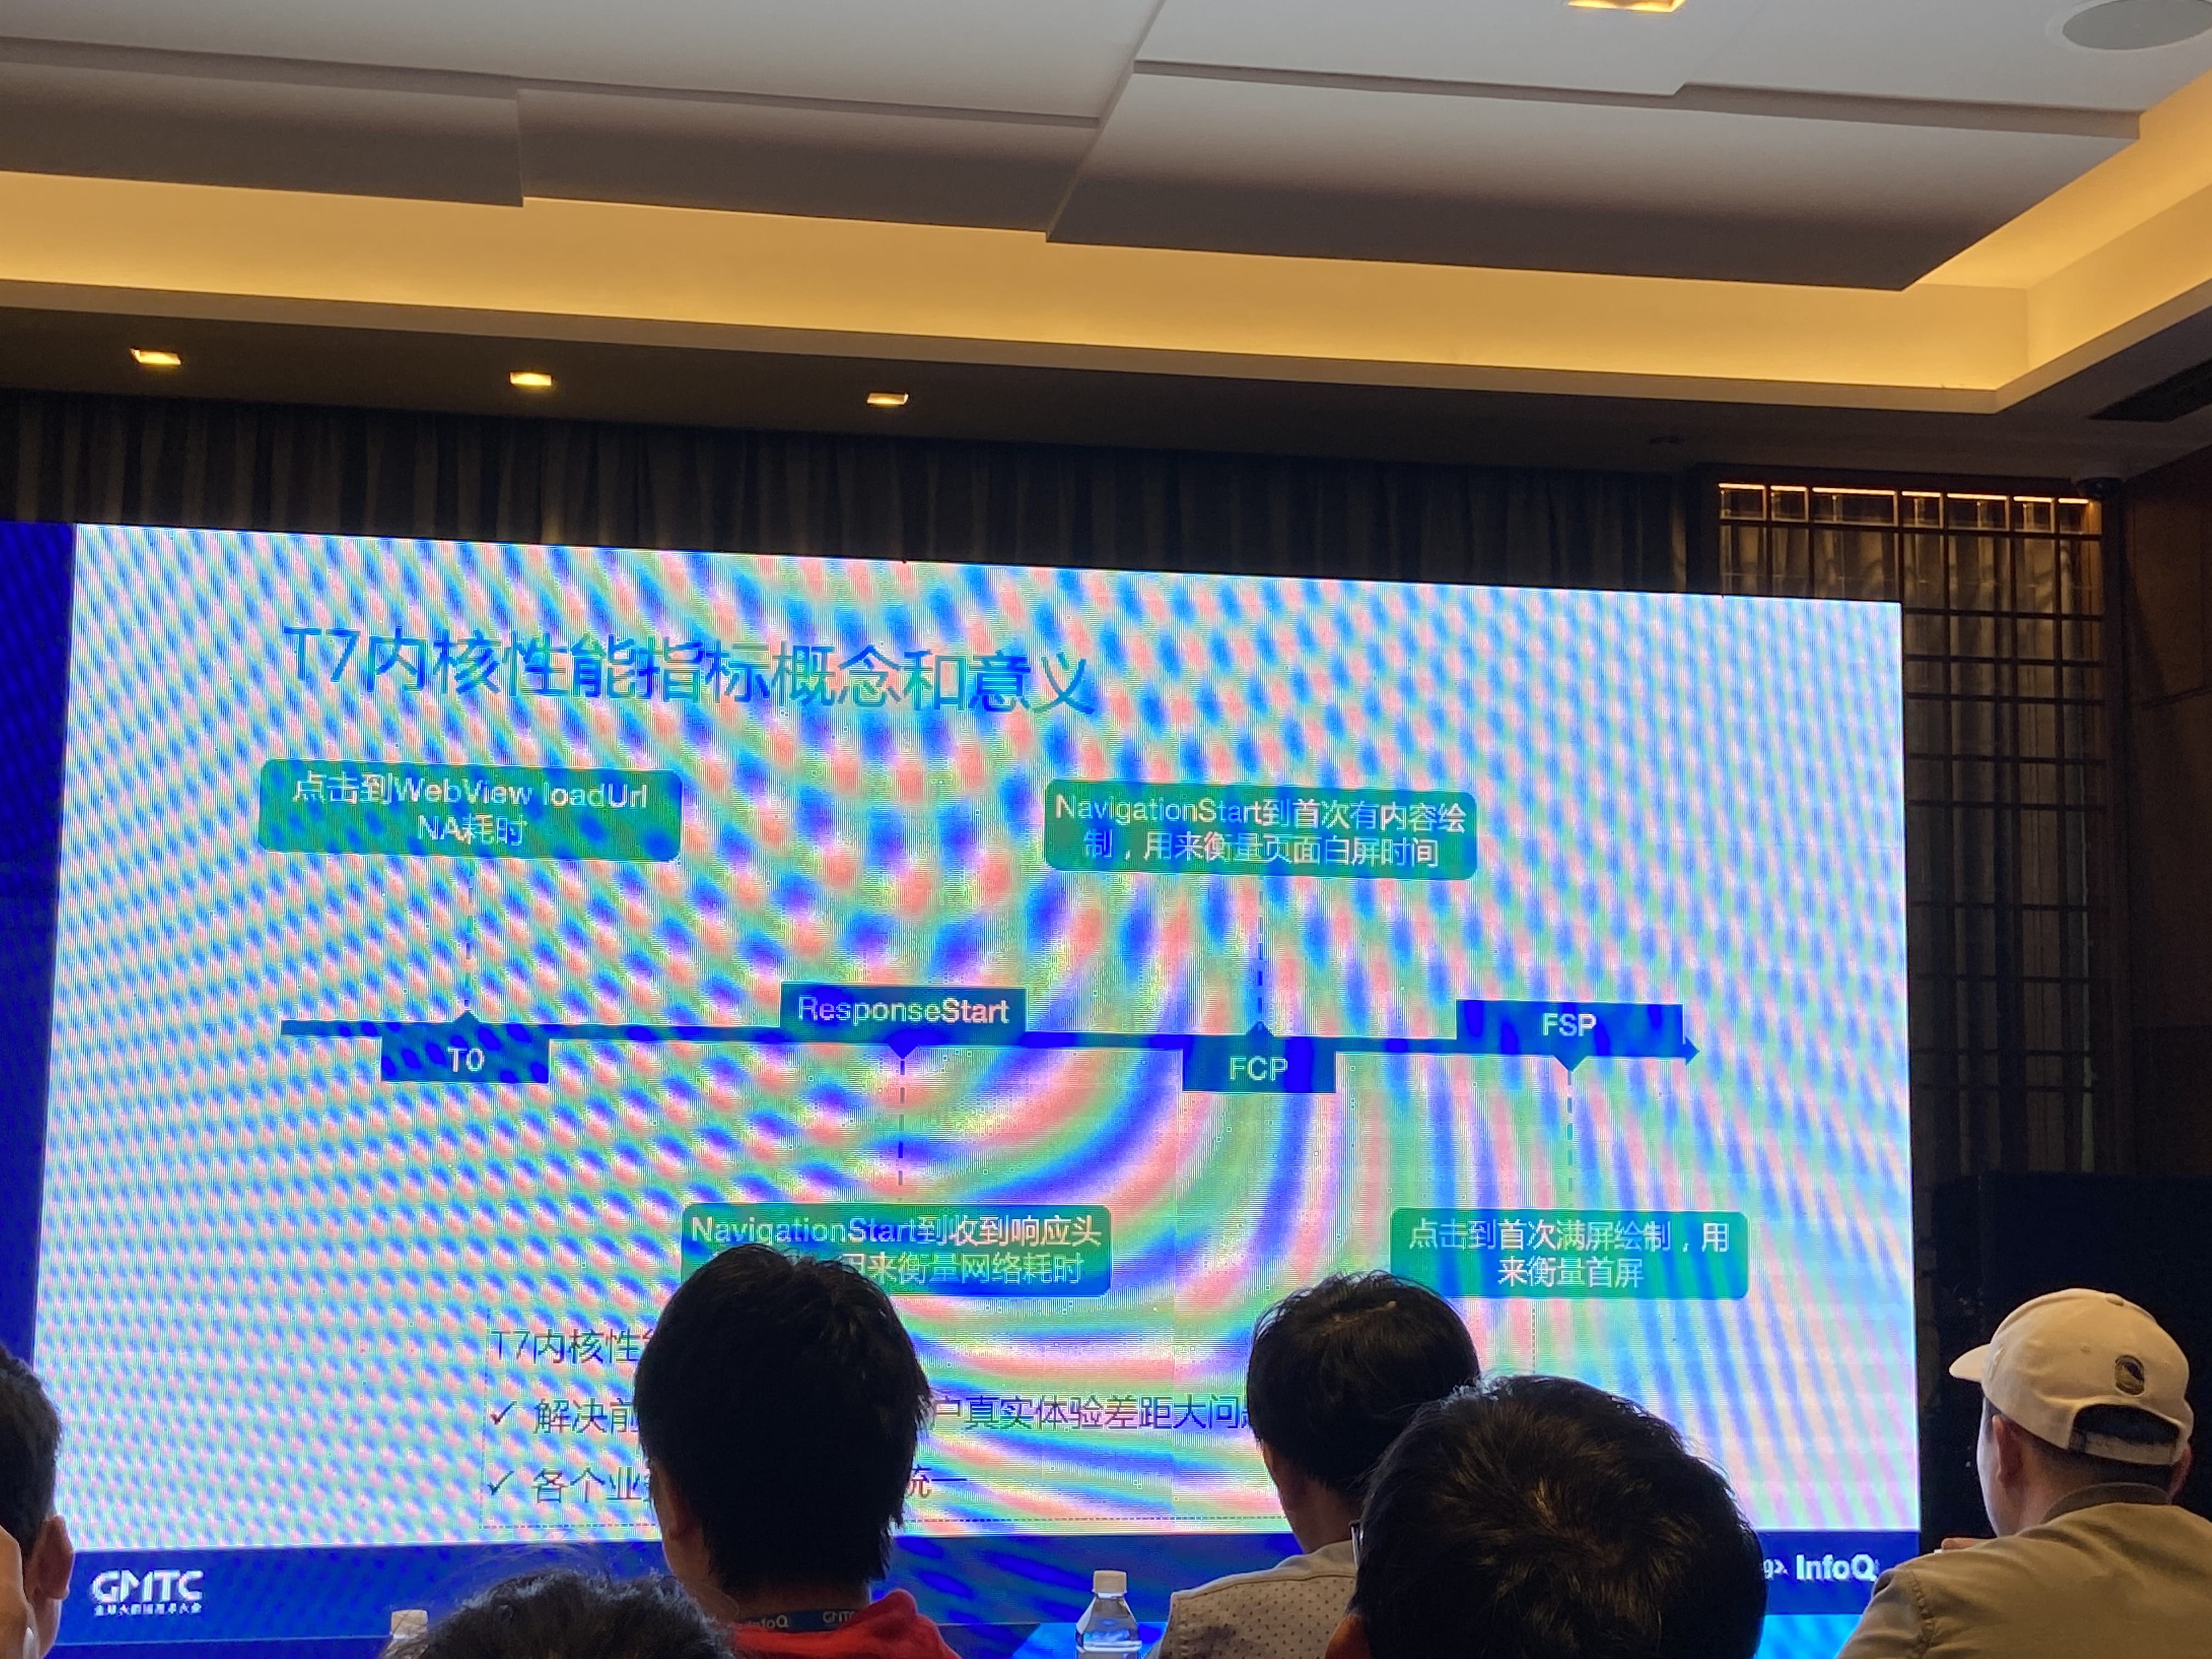 T7内核性能指标概念和意义
点击到WebView loadUrl
NA耗时
NavigationStart到首次有内容绘
制，用来衡量页面白屏时间
ResponseStart
FSP
T0
FCP
NavigationStart到收到响应头
用来衡量网络耗时
点击到首次满屏绘制，用
来衡量首屏
T7内核性
✓ 解决前 户真实体验差距大问
✓ 各个业 统一
GMTC
InfoQ